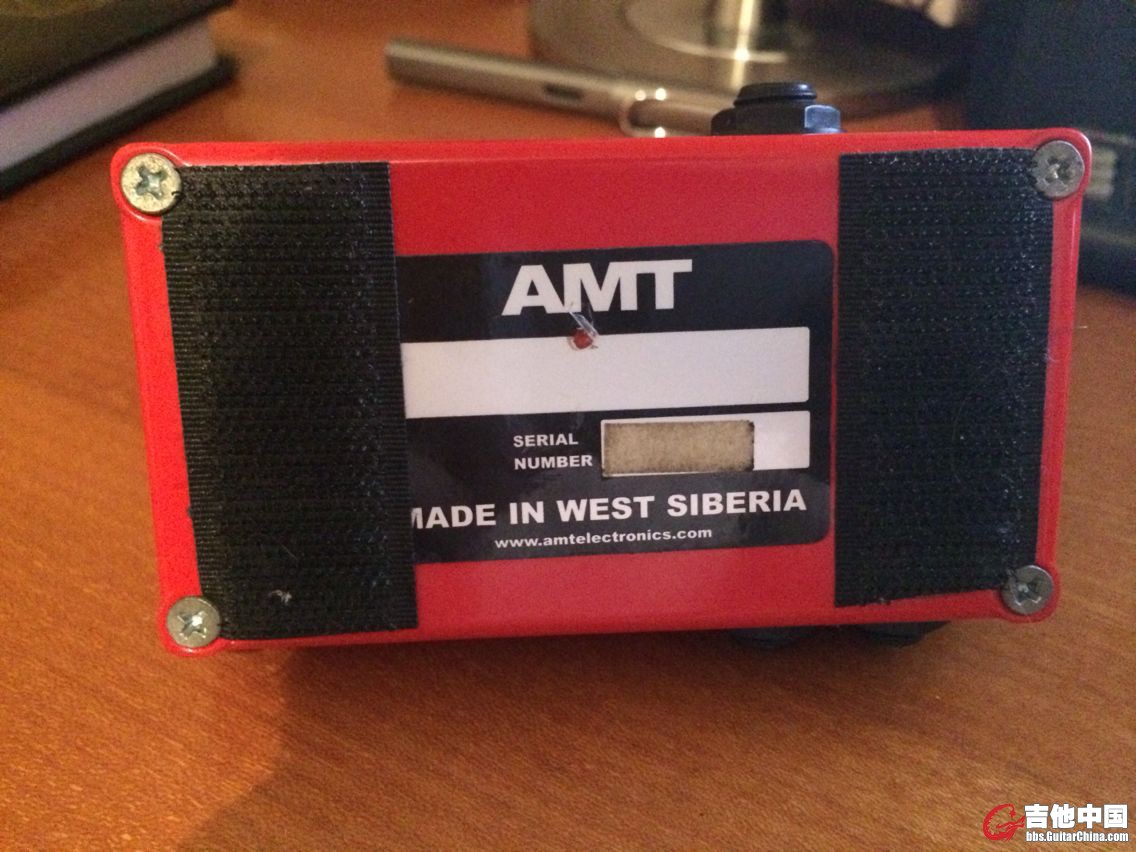 AMT
SERIAL
NUMBER
MADE IN WEST SIBERIA
www.amtelectronics.com
吉他中国
bbs.GuitarChina.com